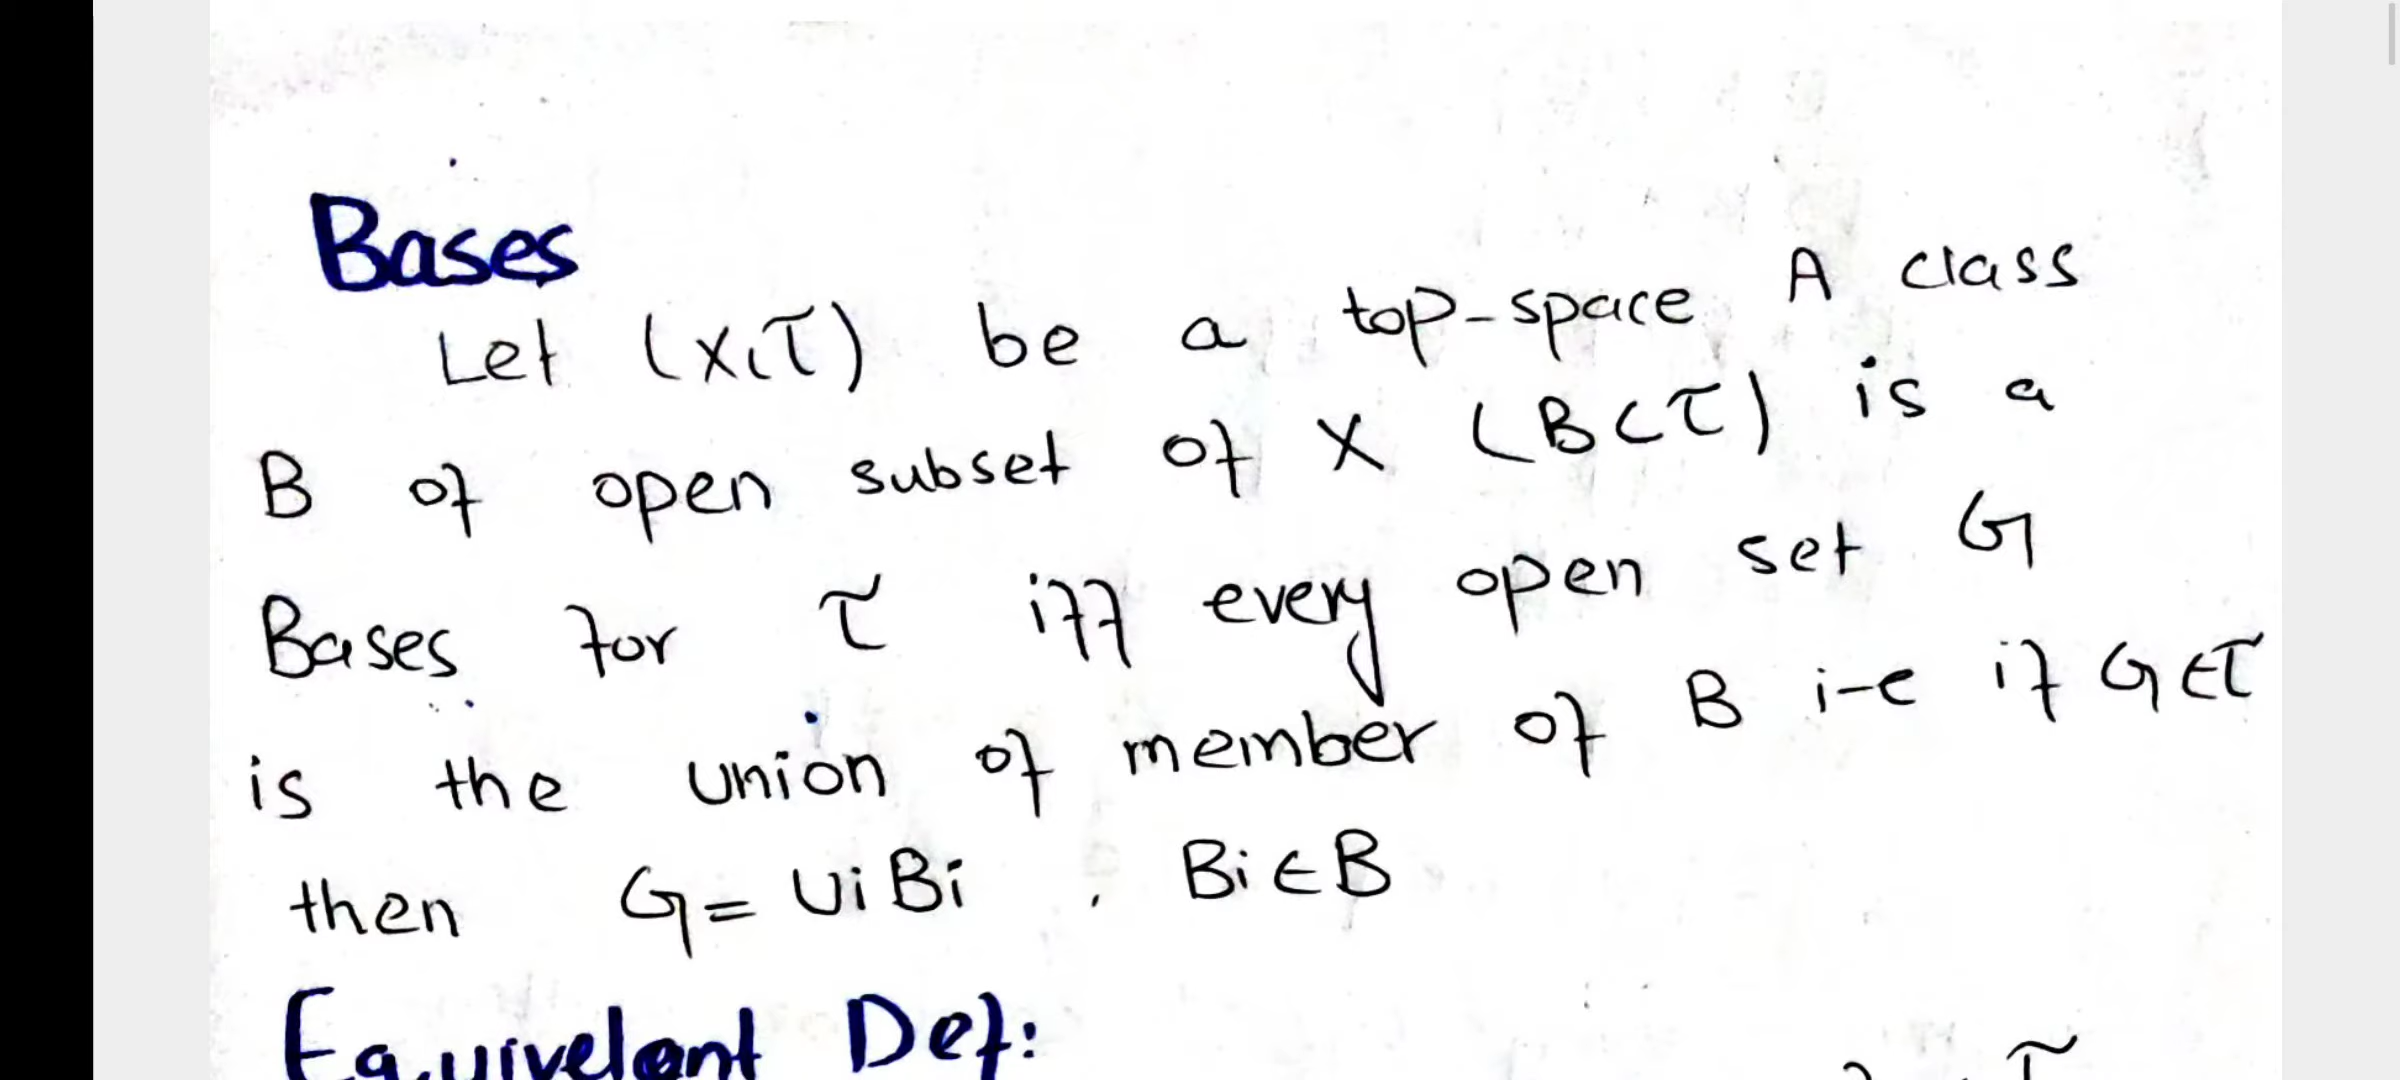 Bases
Let (X,τ) be a top-space A class
B of open subset of X (B⊂τ) is a
Bases for τ iff every open set G
is the union of member of B i-e if G∈τ
then G= ∪i Bi , Bi∈B
Equivelent Def:
τ